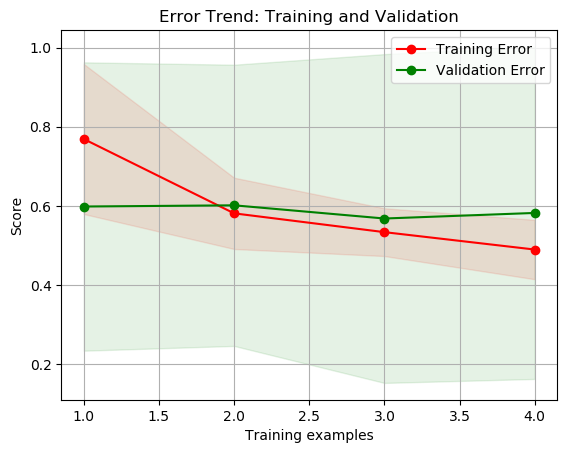 Error Trend: Training and Validation
Training Error
Validation Error
Score
1.0
0.8
0.6
0.4
0.2
1.0 1.5 2.0 2.5 3.0 3.5 4.0
Training examples